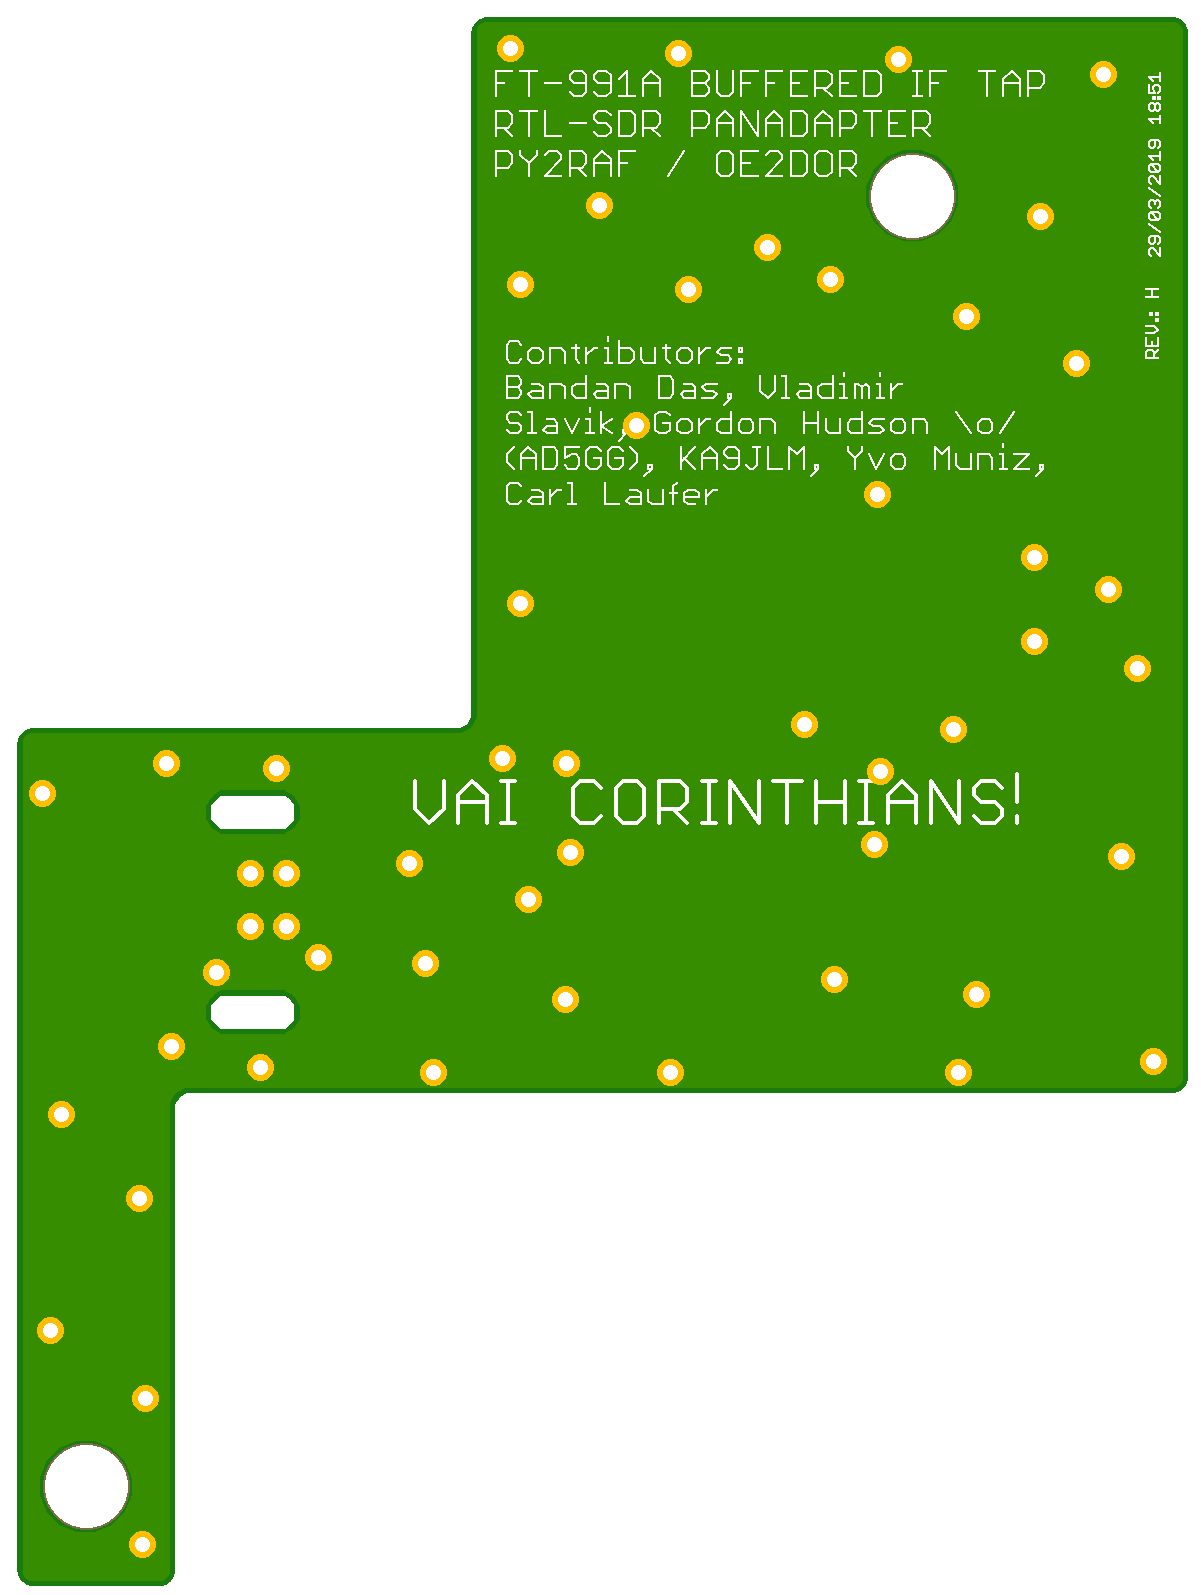 FT-991A BUFFERED IF TAP
RTL-SDR PANADAPTER
PY2RAF / OE2DOR
REV.: H 29/03/2019 18:51
Contributors:
Bandan Das, Vladimir
Slavik, Gordon Hudson \o/
(AD5GG), KA9JLM, Yvo Muniz,
Carl Laufer
VAI CORINTHIANS!